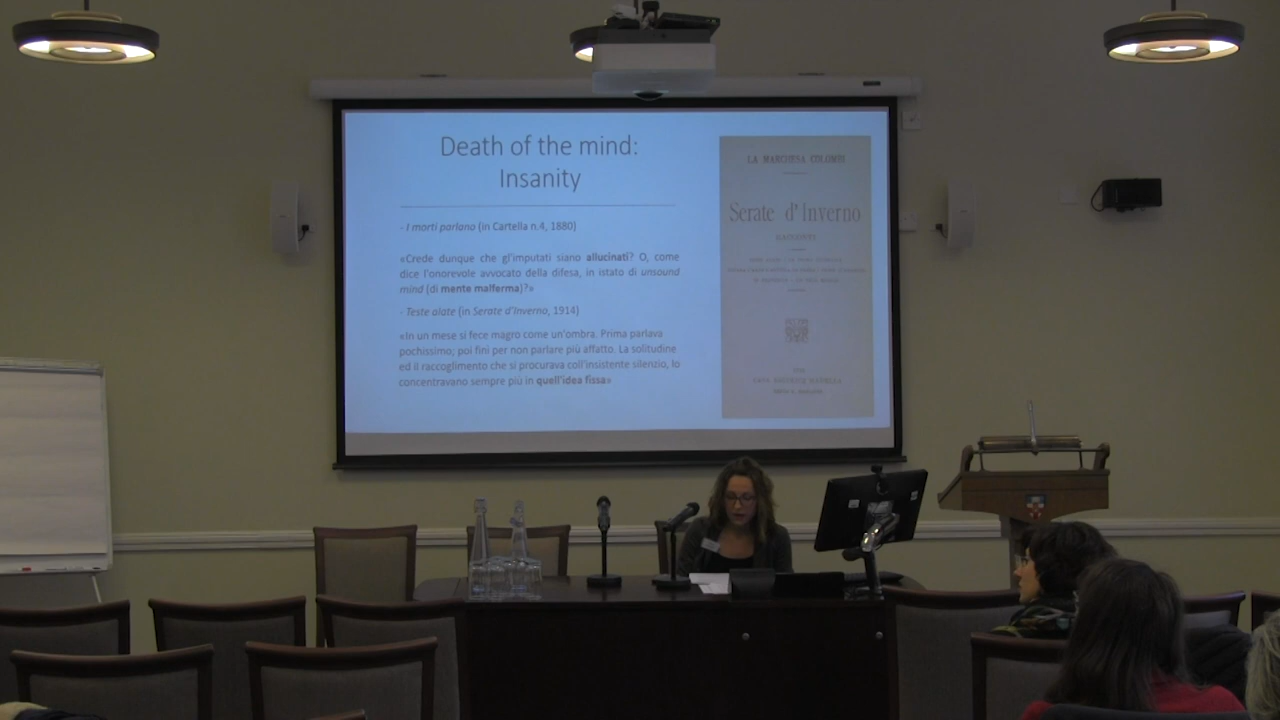 Death of the mind:
Insanity
- I morti parlano (in Cartella n.4, 1880)
«Crede dunque che gl'imputati siano allucinati? O, come
dice l'onorevole avvocato della difesa, in istato di unsound
mind (di mente malferma)?»
- Teste alate (in Serate d'Inverno, 1914)
«In un mese si fece magro come un'ombra. Prima parlava
pochissimo; poi finì per non parlare più affatto. La solitudine
ed il raccoglimento che si procurava coll'insistente silenzio, lo
concentravano sempre più in quell'idea fissa»
LA MARCHESA COLOMBI
Serate d'Inverno
RACCONTI